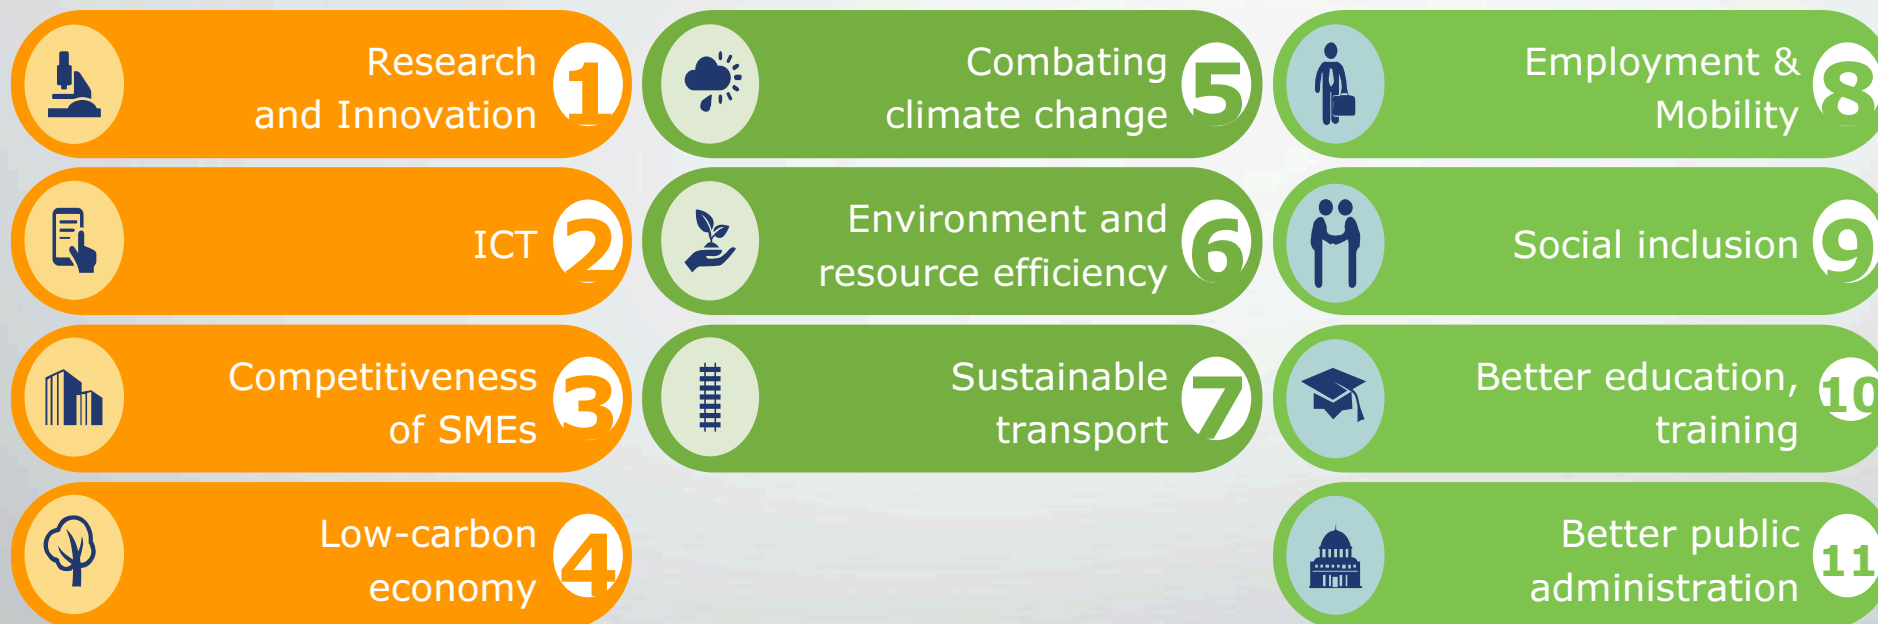 Research
and Innovation
1
ICT
2
Competitiveness
of SMEs
3
Low-carbon
economy
4
Combating
climate change
5
Environment and
resource efficiency
6
Sustainable
transport
7
Employment &
Mobility
8
Social inclusion
9
Better education,
training
10
Better public
administration
11